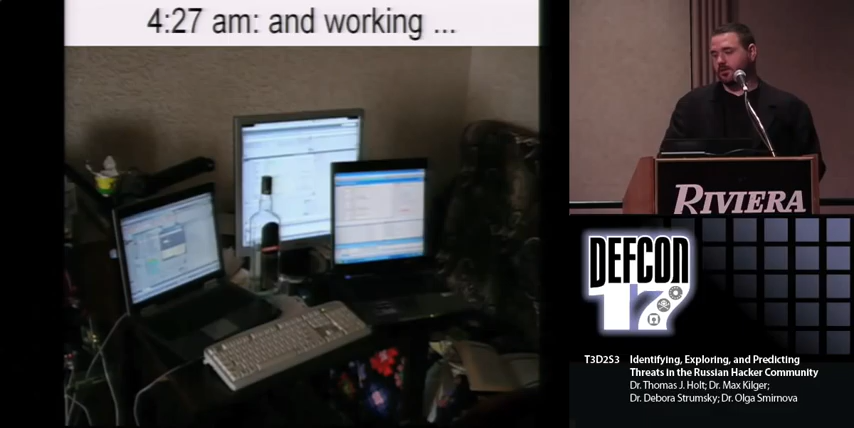 4:27 am: and working ...
RIVIERA
DEFCON
17
T3D2S3 Identifying, Exploring, and Predicting
Threats in the Russian Hacker Community
Dr. Thomas J. Holt; Dr. Max Kilger;
Dr. Debora Strumsky; Dr. Olga Smirnova